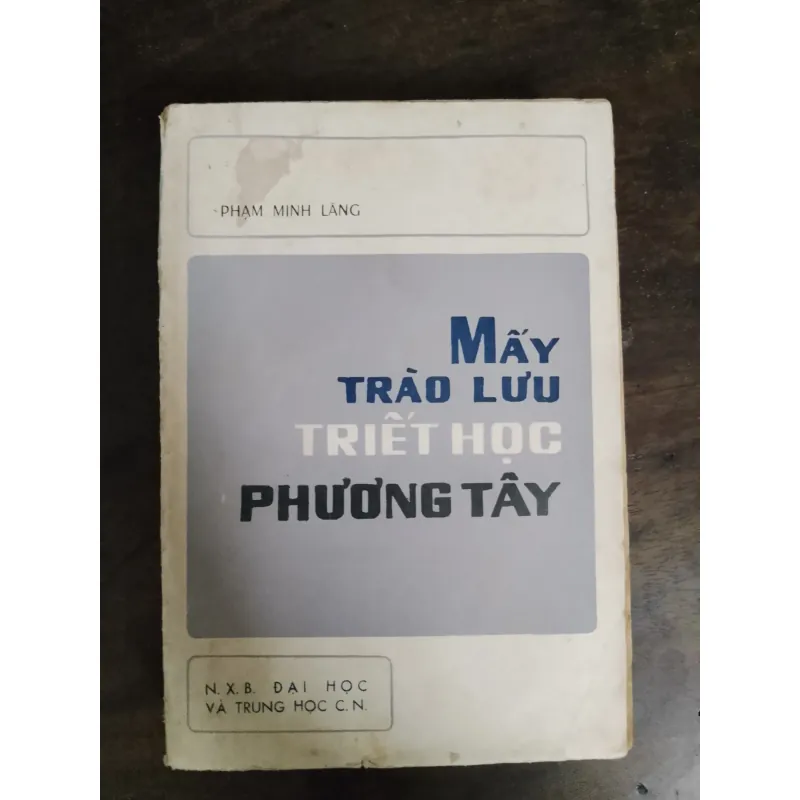 PHẠM MINH LĂNG
MẤY
TRÀO LƯU
TRIẾT HỌC
PHƯƠNG TÂY
N.X.B. ĐẠI HỌC
VÀ TRUNG HỌC C.N.